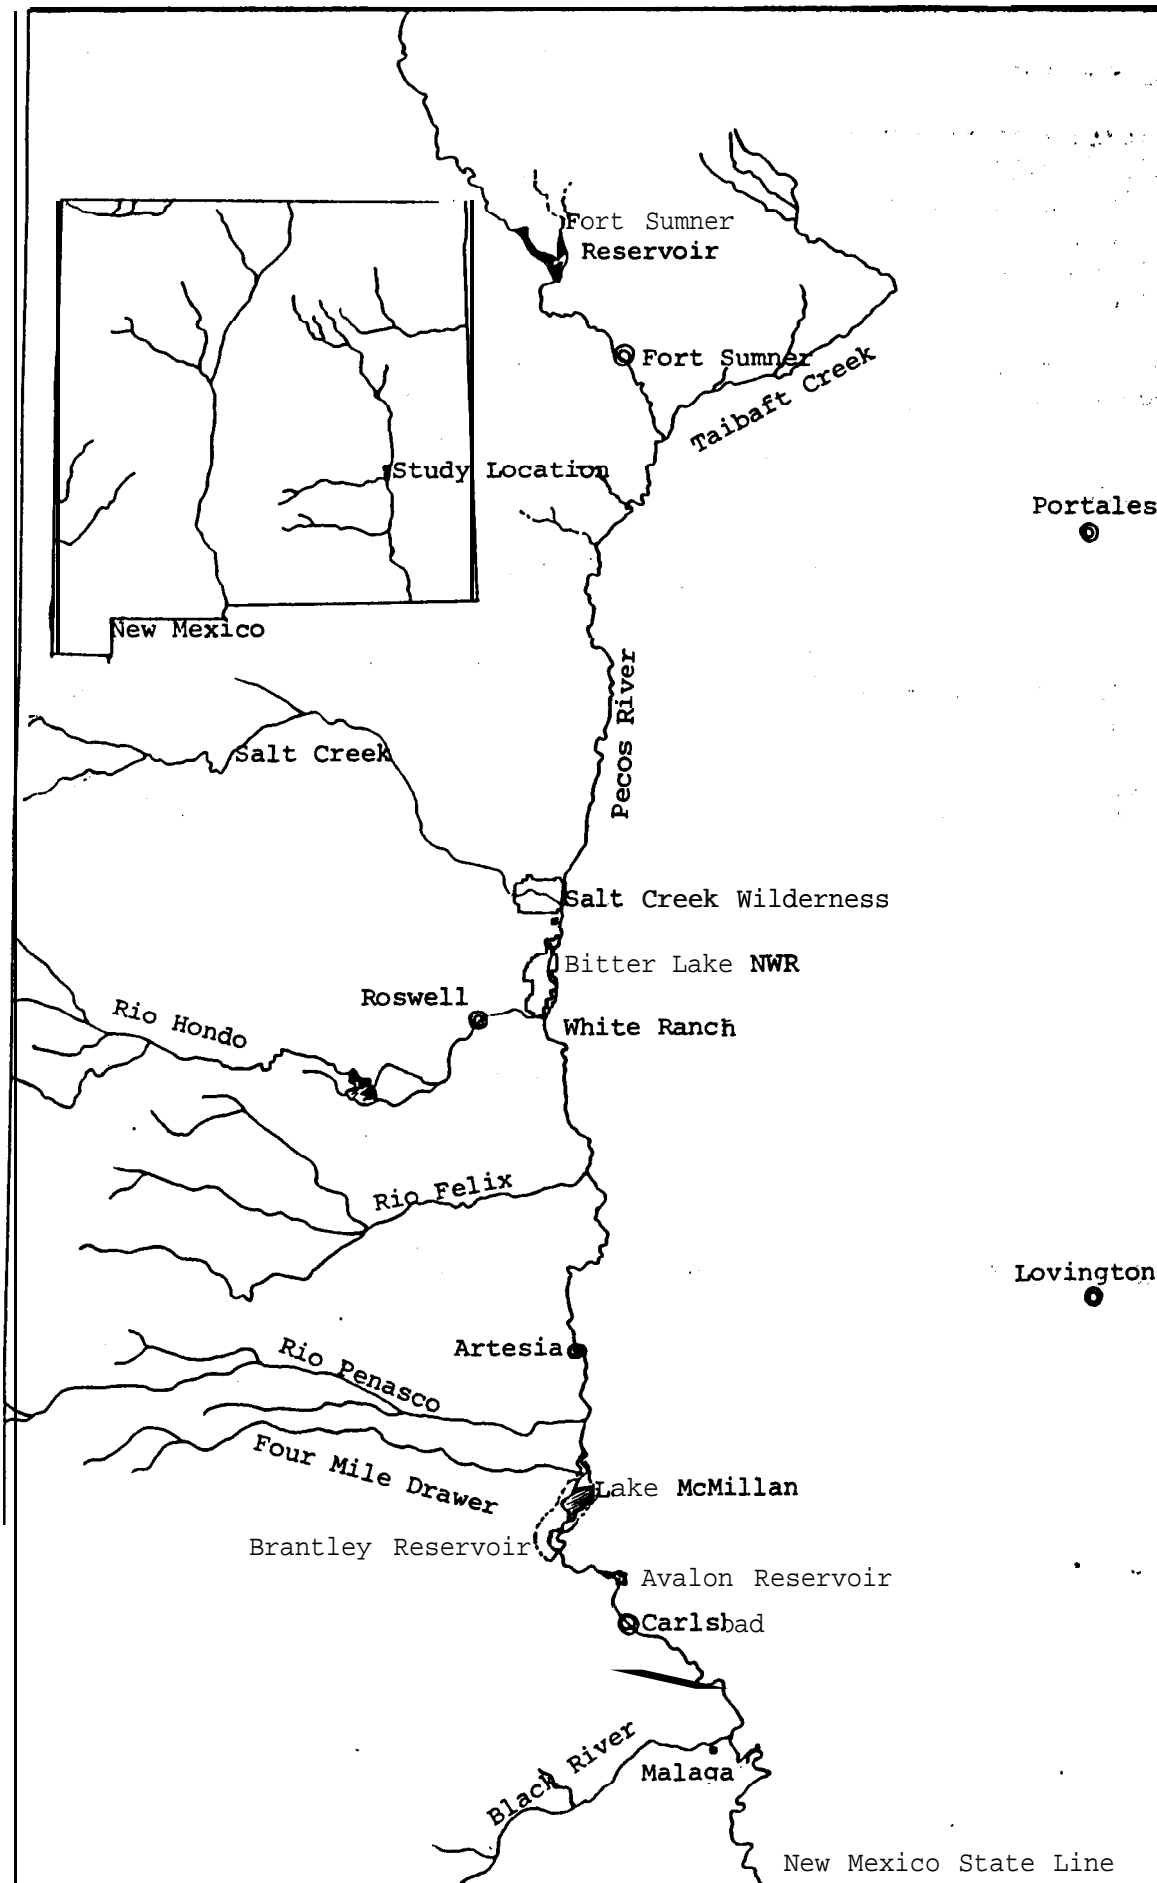 Fort Sumner
Reservoir
Fort Sumner
Taibaft Creek
Study Location
Portales
New Mexico
Pecos River
Salt Creek
Salt Creek Wilderness
Bitter Lake NWR
Roswell
Rio Hondo
White Ranch
Rio Felix
Lovington
Artesia
Rio Penasco
Four Mile Drawer
Lake McMillan
Brantley Reservoir
Avalon Reservoir
Carlsbad
Black River
Malaga
New Mexico State Line